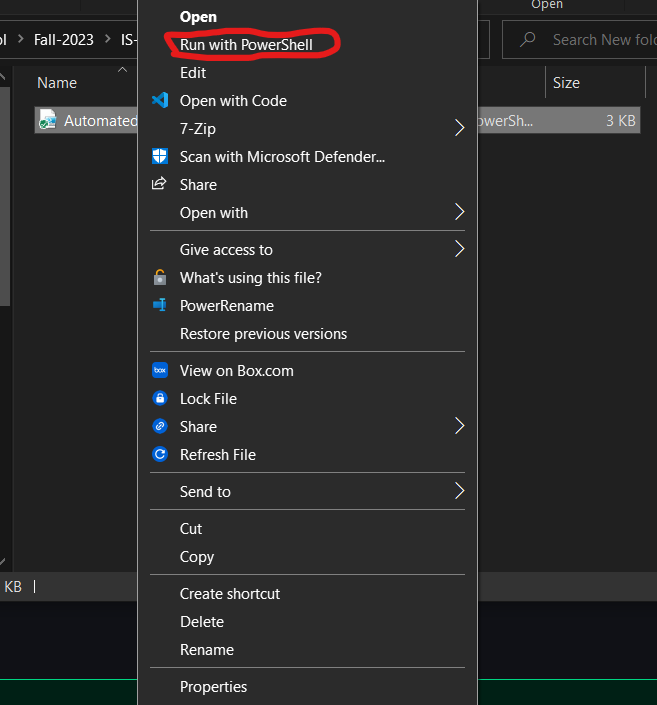 Open
Open
ol > Fall-2023 > IS-
Search New fold
Run with PowerShell
Name
Size
Edit
Open with Code
Automated
owerSh...
3 KB
7-Zip
Scan with Microsoft Defender...
Share
Open with
Give access to
What's using this file?
PowerRename
Restore previous versions
box
View on Box.com
Lock File
Share
Refresh File
Send to
Cut
Copy
KB
Create shortcut
Delete
Rename
Properties